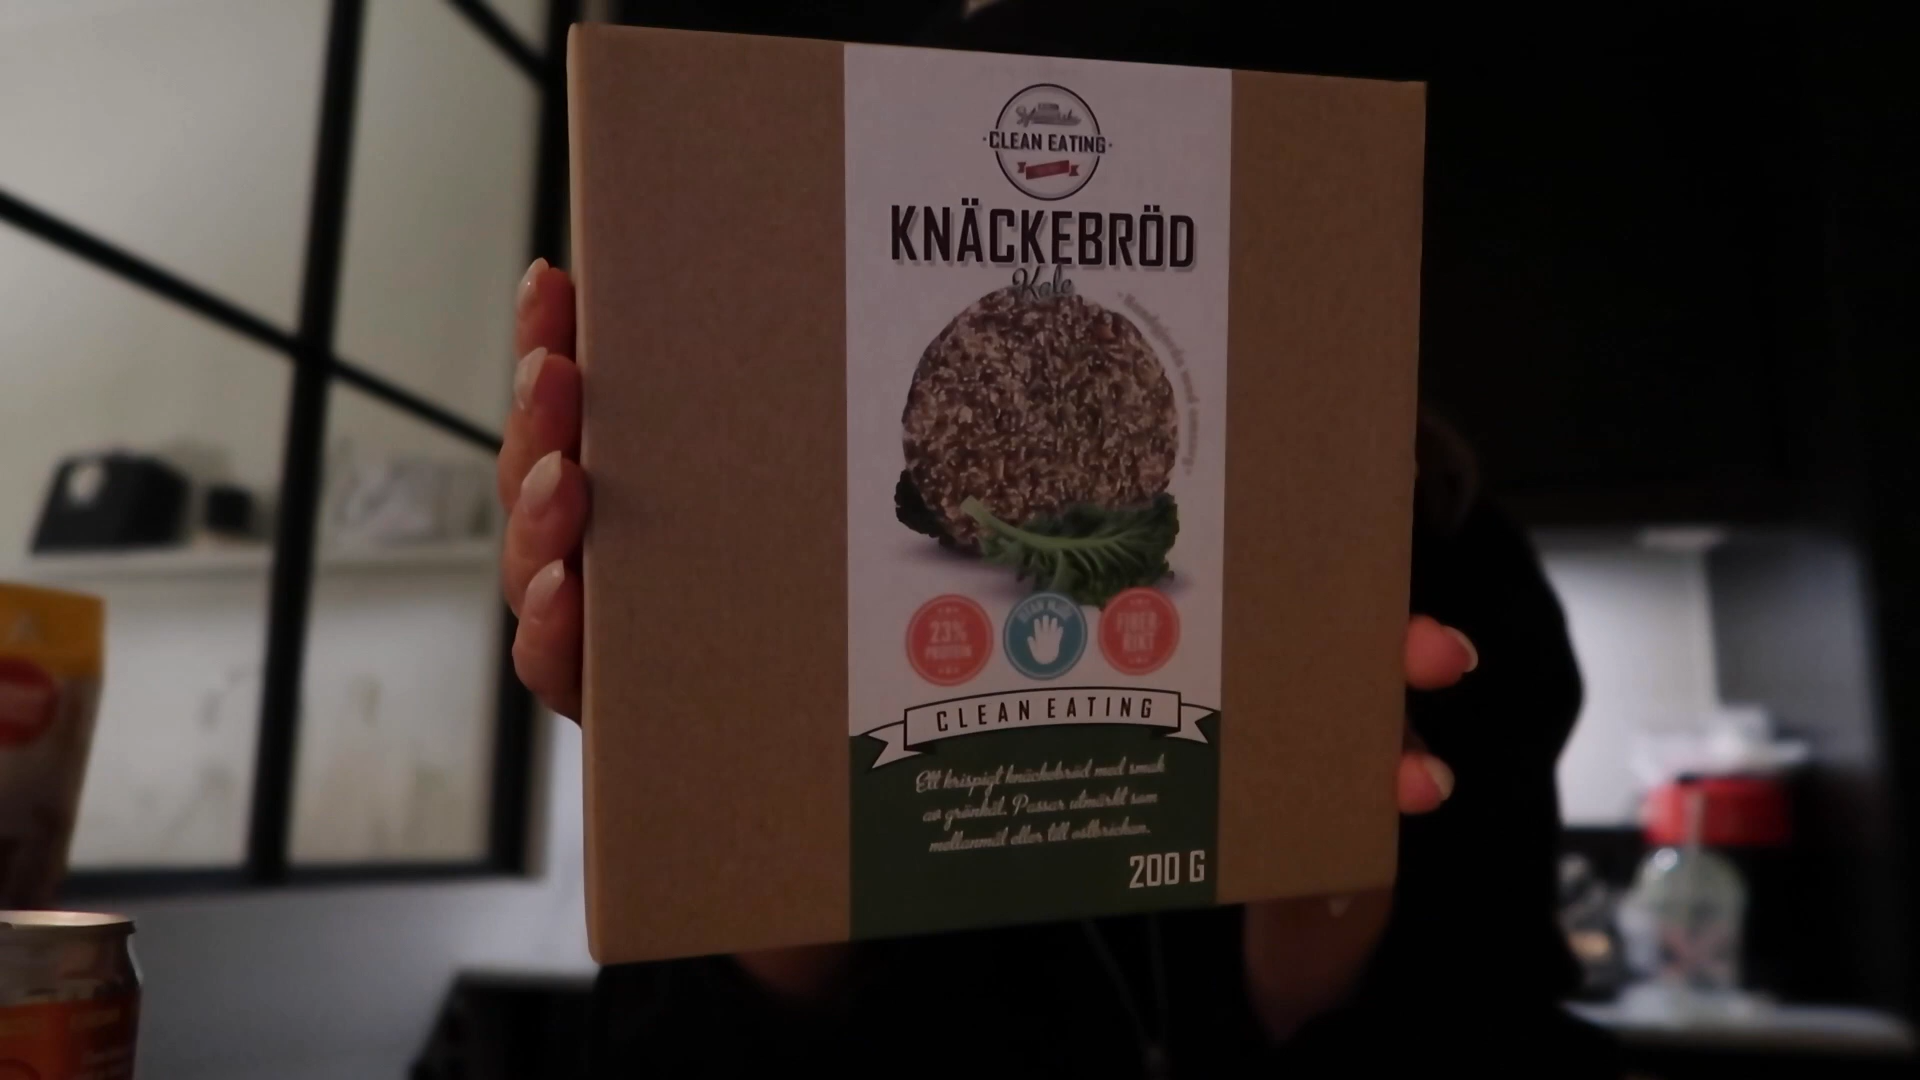 CLEAN EATING
KNÄCKEBRÖD
Kale
23%
PROTEIN
FIBER
RIKT
CLEAN EATING
Ett krispigt knäckebröd med smak
av grönkål. Passar utmärkt som
mellanmål eller till ostbrickan.
200 G